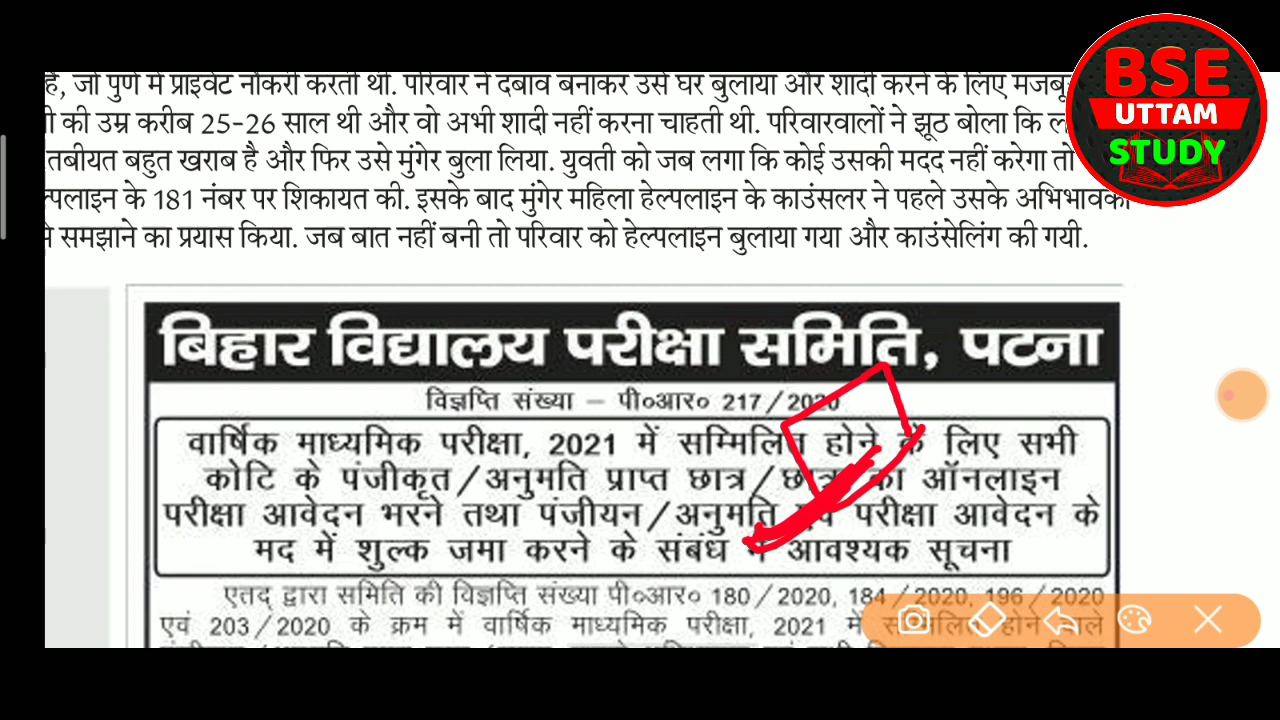 है, जो पुणे में प्राइवेट नौकरी करती थी. परिवार ने दबाव बनाकर उसे घर बुलाया और शादी करने के लिए
की उम्र करीब 25-26 साल थी और वो अभी शादी नहीं करना चाहती थी. परिवारवालों ने झूठ बोला कि
तबीयत बहुत खराब है और फिर उसे मुंगेर बुला लिया. युवती को जब लगा कि कोई उसकी मदद नहीं करेगा तो
ल्पलाइन के 181 नंबर पर शिकायत की. इसके बाद मुंगेर महिला हेल्पलाइन के काउंसलर ने पहले उसके अभिभावकों
समझाने का प्रयास किया. जब बात नहीं बनी तो परिवार को हेल्पलाइन बुलाया गया और काउंसेलिंग की गयी.
BSE
UTTAM
STUDY
बिहार विद्यालय परीक्षा समिति, पटना
विज्ञप्ति संख्या – पी०आर० 217/2020
वार्षिक माध्यमिक परीक्षा, 2021 में सम्मिलित होने के लिए सभी
कोटि के पंजीकृत/अनुमति प्राप्त छात्र/छात्रा का ऑनलाइन
परीक्षा आवेदन भरने तथा पंजीयन/अनुमति एवं परीक्षा आवेदन के
मद में शुल्क जमा करने के संबंध में आवश्यक सूचना
एतद् द्वारा समिति की विज्ञप्ति संख्या पी०आर० 180/2020, 184/2020, 196/2020
एवं 203/2020 के क्रम में वार्षिक माध्यमिक परीक्षा, 2021 में सम्मिलित होने वाले